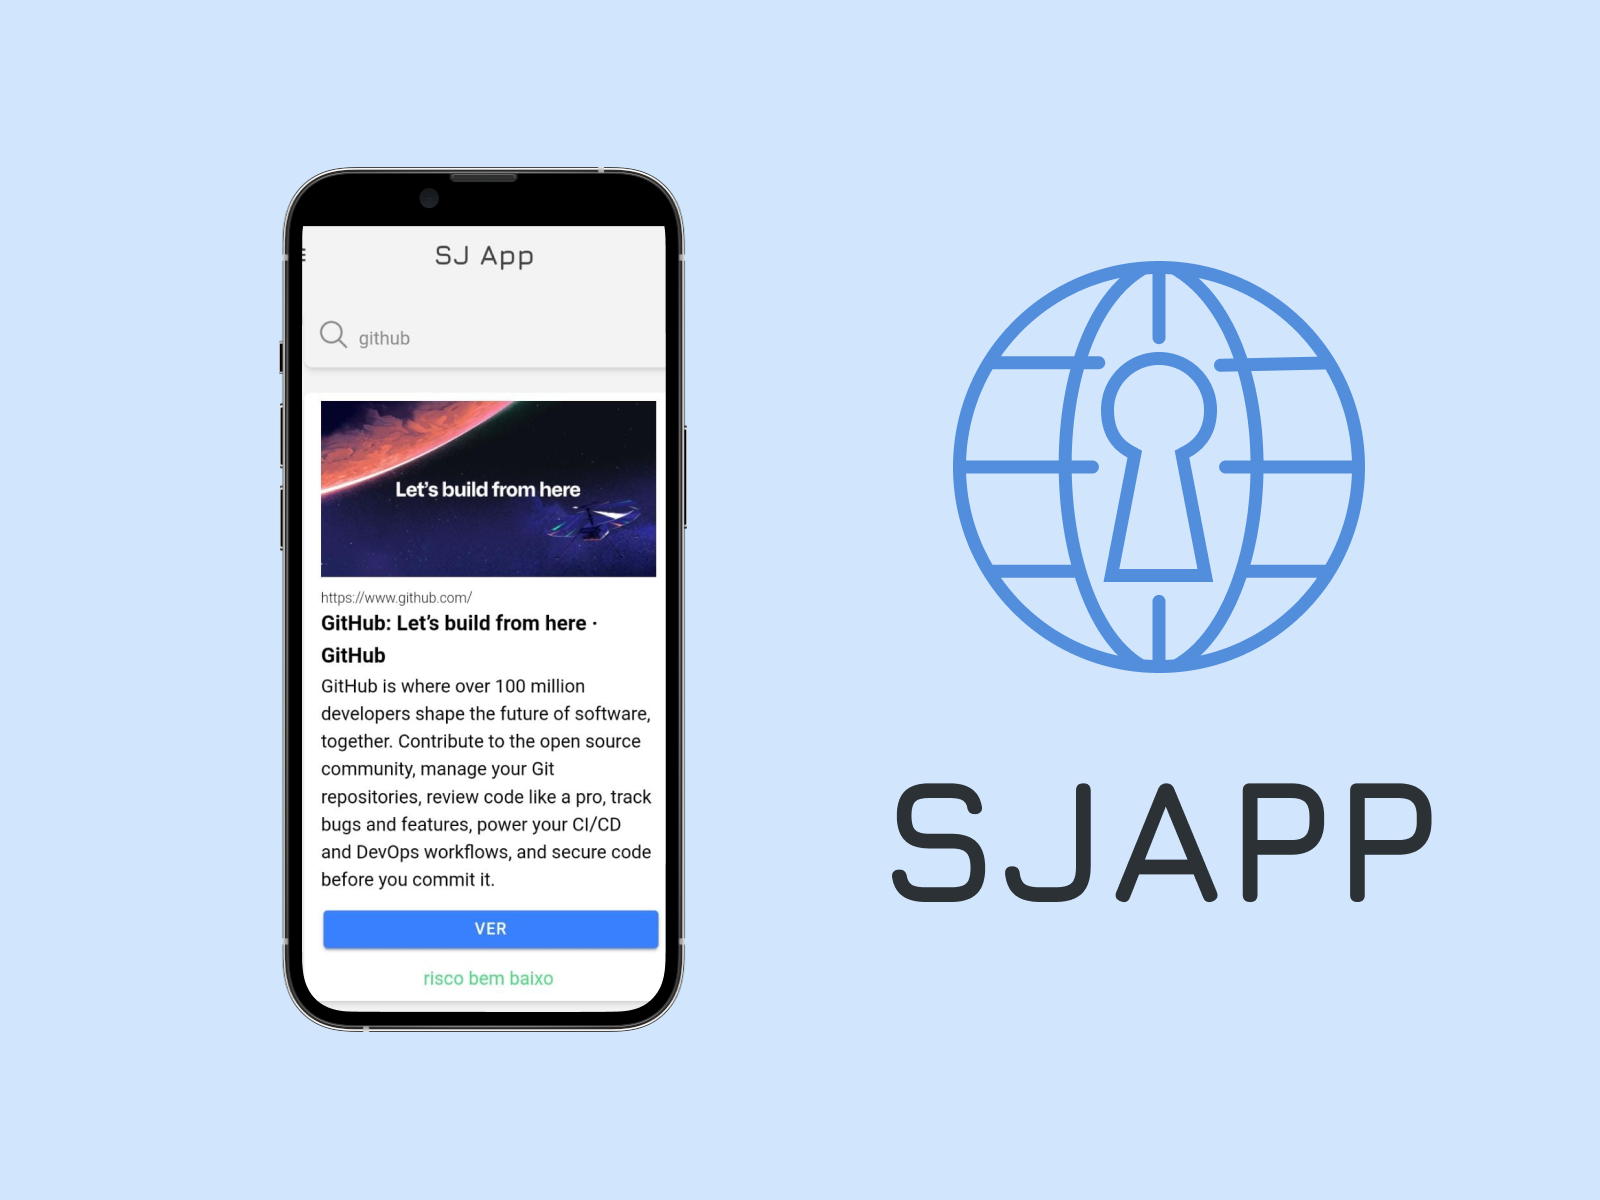 SJ App
github
Let's build from here
https://www.github.com/
GitHub: Let's build from here ·
GitHub
GitHub is where over 100 million
developers shape the future of software,
together. Contribute to the open source
community, manage your Git
repositories, review code like a pro, track
bugs and features, power your CI/CD
and DevOps workflows, and secure code
before you commit it.
VER
risco bem baixo
SJAPP